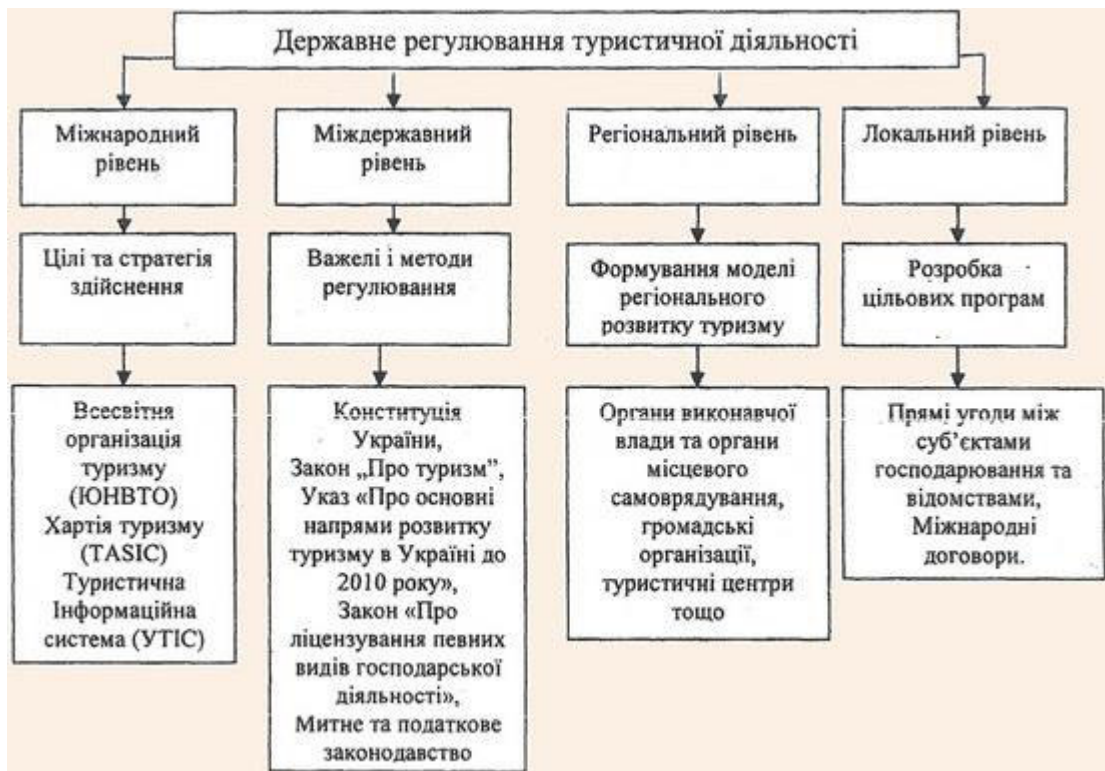 Державне регулювання туристичної діяльності
Міжнародний
рівень
Міждержавний
рівень
Регіональний рівень
Локальний рівень
Цілі та стратегія
здійснення
Важелі і методи
регулювання
Формування моделі
регіонального
розвитку туризму
Розробка
цільових програм
Всесвітня
організація
туризму
(ЮНВТО)
Хартія туризму
(TASIC)
Туристична
Інформаційна
система (УТІС)
Конституція
України,
Закон „Про туризм”,
Указ «Про основні
напрями розвитку
туризму в Україні до
2010 року»,
Закон «Про
ліцензування певних
видів господарської
діяльності»,
Митне та податкове
законодавство
Органи виконавчої
влади та органи
місцевого
самоврядування,
громадські
організації,
туристичні центри
тощо
Прямі угоди між
суб’єктами
господарювання та
відомствами,
Міжнародні
договори.